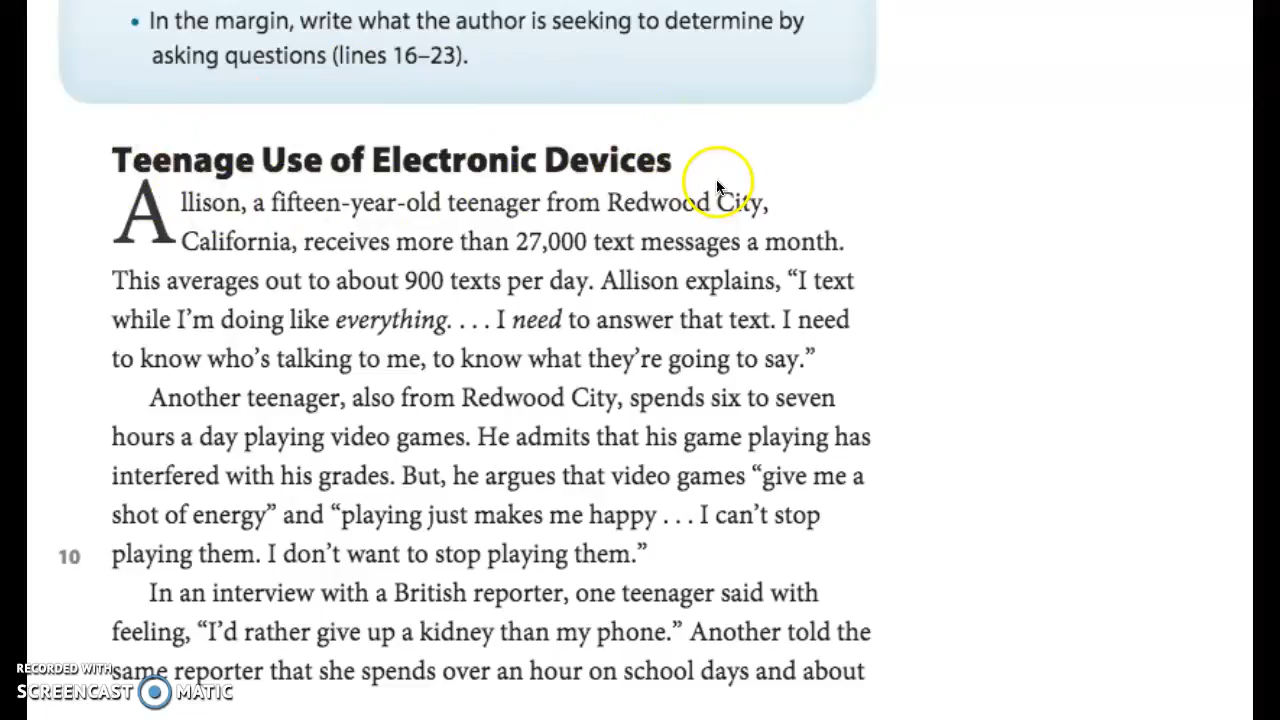 • In the margin, write what the author is seeking to determine by
asking questions (lines 16–23).
Teenage Use of Electronic Devices
Allison, a fifteen-year-old teenager from Redwood City,
California, receives more than 27,000 text messages a month.
This averages out to about 900 texts per day. Allison explains, “I text
while I’m doing like everything. . . . I need to answer that text. I need
to know who’s talking to me, to know what they’re going to say.”
Another teenager, also from Redwood City, spends six to seven
hours a day playing video games. He admits that his game playing has
interfered with his grades. But, he argues that video games “give me a
shot of energy” and “playing just makes me happy . . . I can’t stop
10 playing them. I don’t want to stop playing them.”
In an interview with a British reporter, one teenager said with
feeling, “I’d rather give up a kidney than my phone.” Another told the
same reporter that she spends over an hour on school days and about
RECORDED WITH
SCREENCAST MATIC